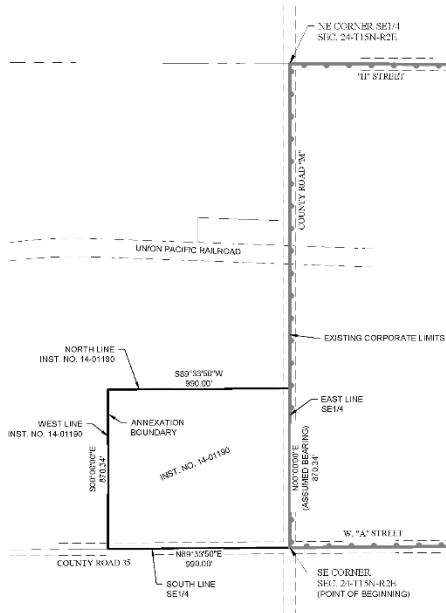 NE CORNER SE1/4
SEC. 24-T15N-R2E
"H" STREET
COUNTY ROAD "M"
UNION PACIFIC RAILROAD
EXISTING CORPORATE LIMITS
NORTH LINE
INST. NO. 14-01190
S89°33'50"W
990.00'
EAST LINE
SE1/4
WEST LINE
INST. NO. 14-01190
ANNEXATION
BOUNDARY
S00°00'00"E
870.34'
INST. NO. 14-01190
N00°00'00"E
(ASSUMED BEARING)
870.34'
W. "A" STREET
COUNTY ROAD 35
N89°33'50"E
990.00'
SOUTH LINE
SE1/4
SE CORNER
SEC. 24-T15N-R2E
(POINT OF BEGINNING)